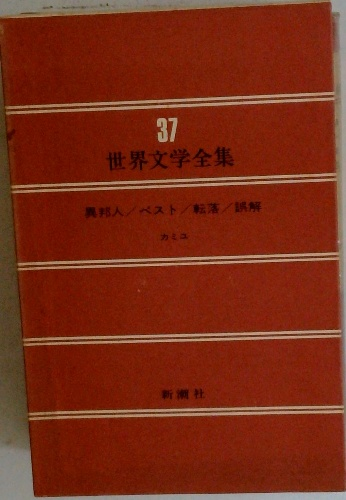 37
世界文学全集
異邦人／ペスト／転落／誤解
カミュ
新潮社